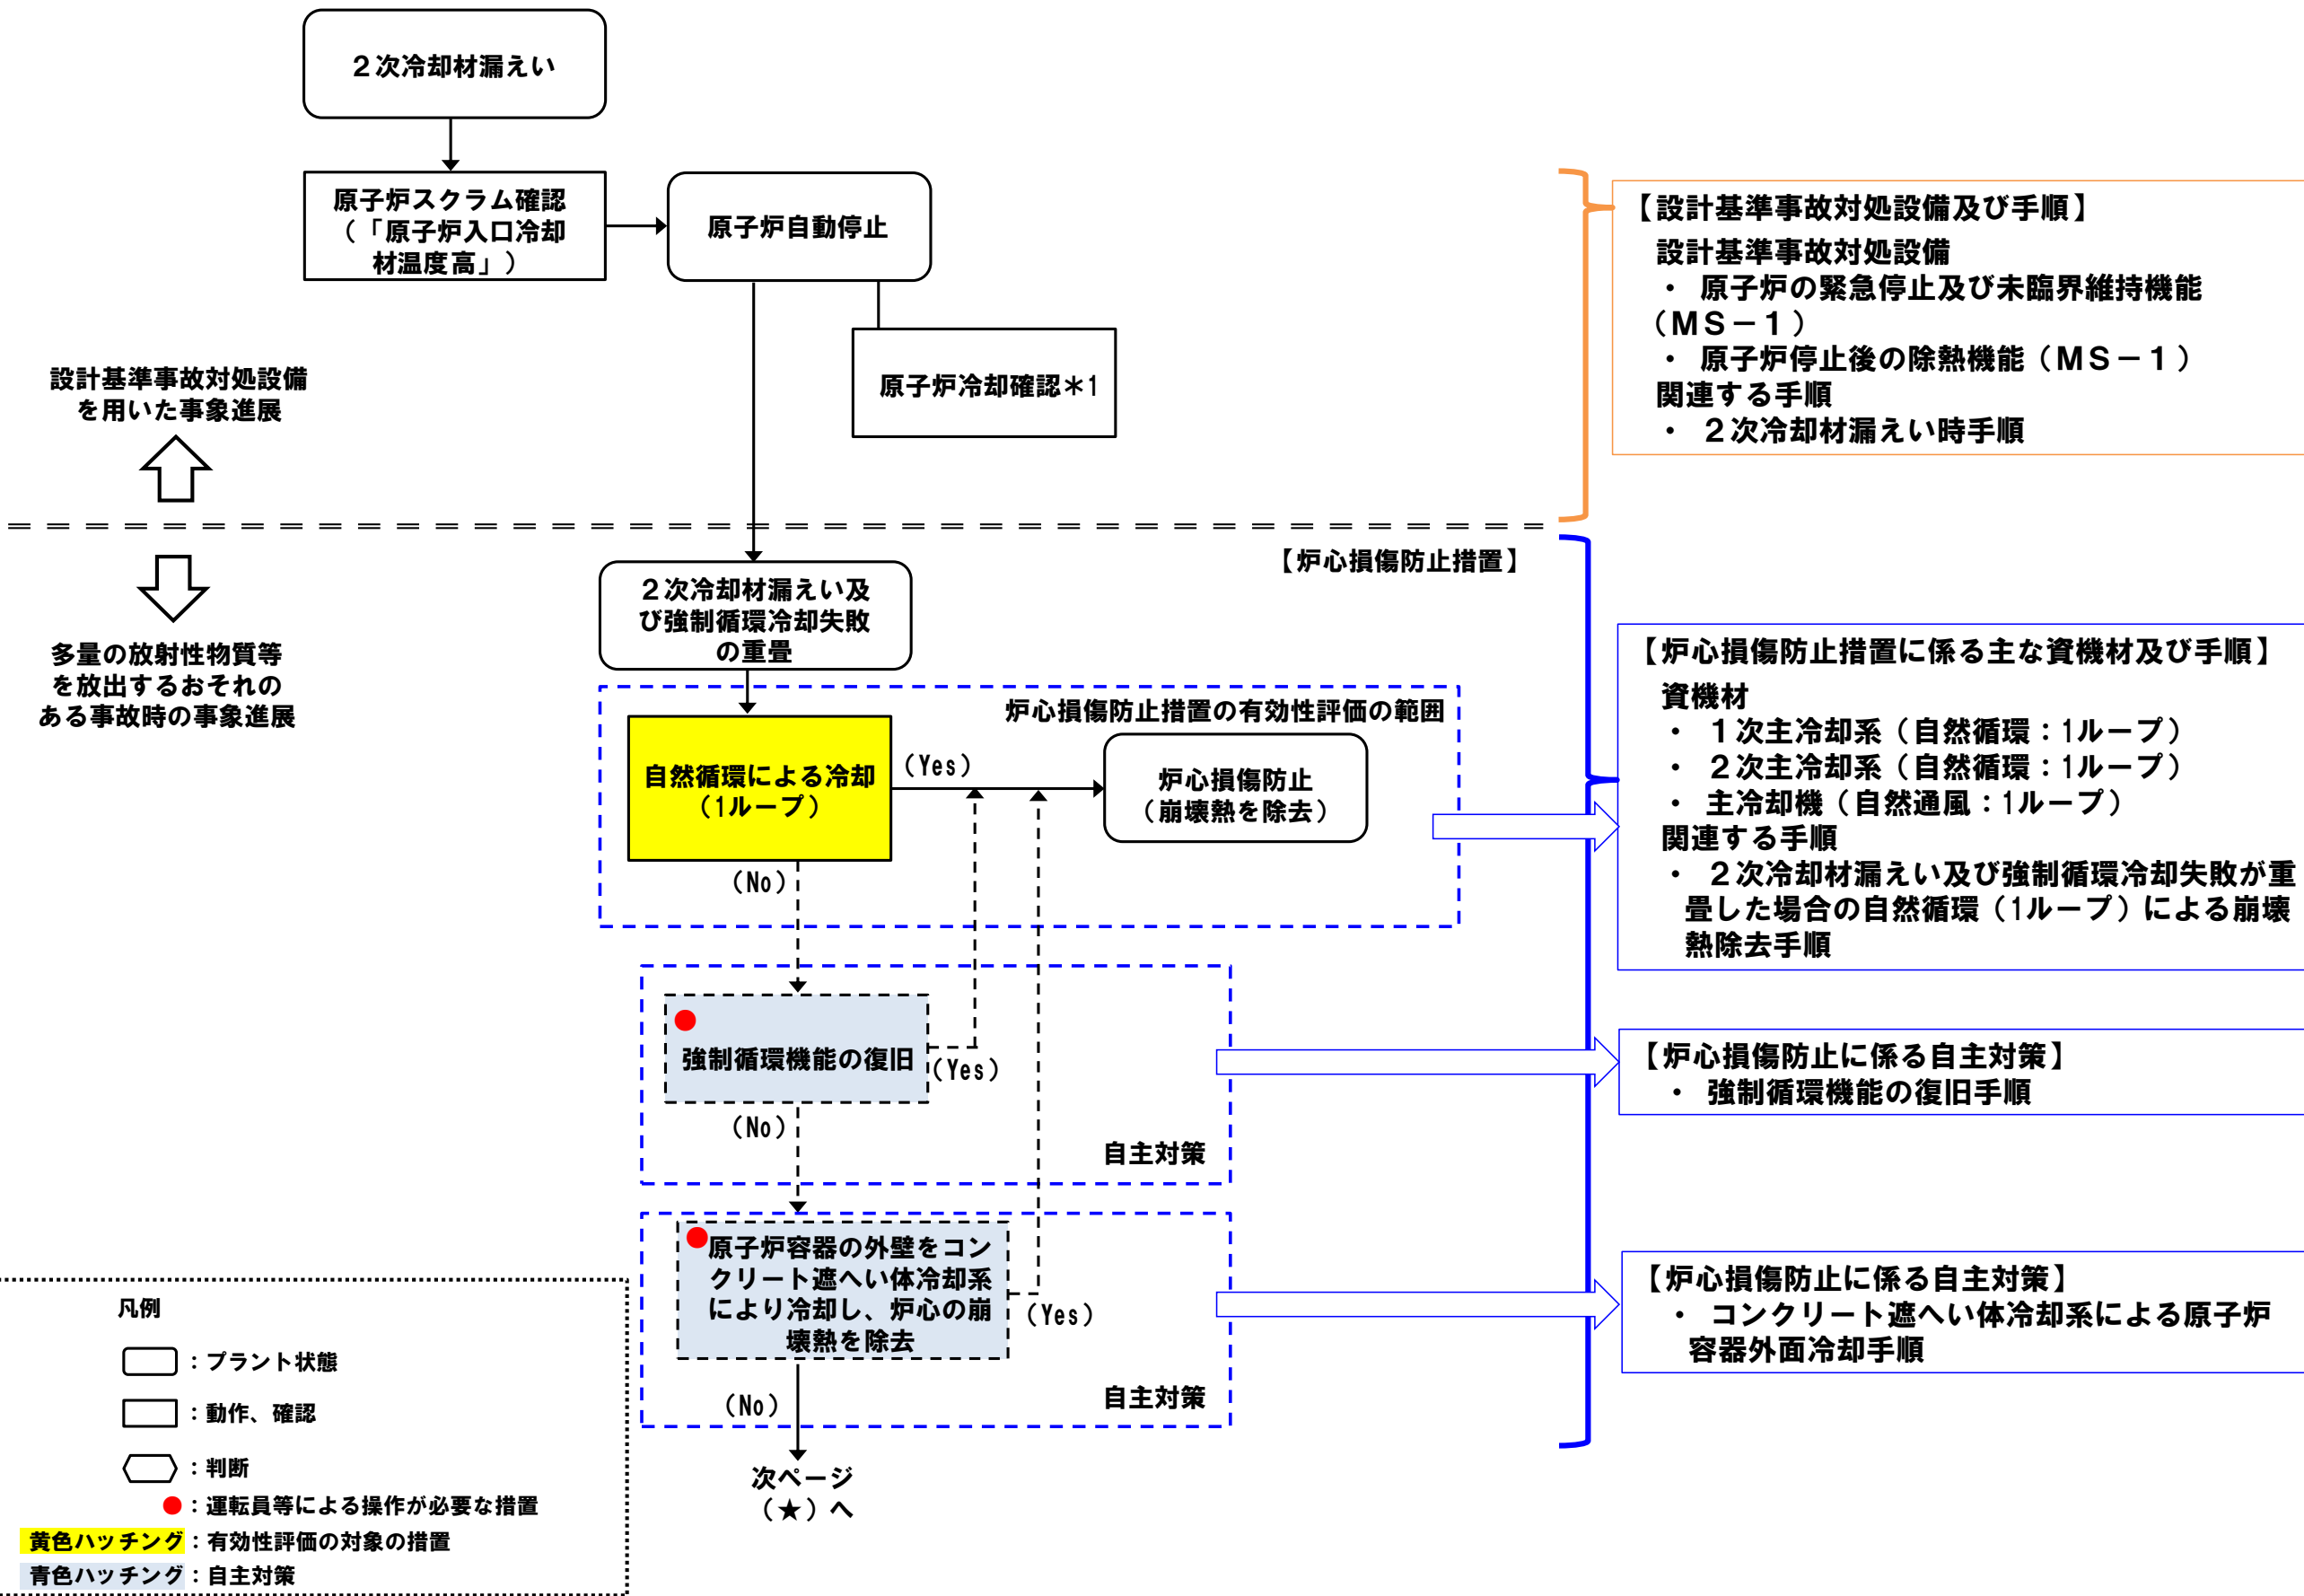 ２次冷却材漏えい
原子炉スクラム確認
（「原子炉入口冷却
材温度高」）
原子炉自動停止
原子炉冷却確認＊1
設計基準事故対処設備
を用いた事象進展
【設計基準事故対処設備及び手順】
設計基準事故対処設備
・ 原子炉の緊急停止及び未臨界維持機能
（ＭＳ－１）
・ 原子炉停止後の除熱機能（ＭＳ－１）
関連する手順
・ ２次冷却材漏えい時手順
多量の放射性物質等
を放出するおそれの
ある事故時の事象進展
【炉心損傷防止措置】
２次冷却材漏えい及
び強制循環冷却失敗
の重畳
炉心損傷防止措置の有効性評価の範囲
自然循環による冷却
（1ループ）
（Yes）
炉心損傷防止
（崩壊熱を除去）
（No）
【炉心損傷防止措置に係る主な資機材及び手順】
資機材
・ １次主冷却系（自然循環：1ループ）
・ ２次主冷却系（自然循環：1ループ）
・ 主冷却機（自然通風：1ループ）
関連する手順
・ ２次冷却材漏えい及び強制循環冷却失敗が重
畳した場合の自然循環（1ループ）による崩壊
熱除去手順
強制循環機能の復旧
（Yes）
（No）
自主対策
【炉心損傷防止に係る自主対策】
・ 強制循環機能の復旧手順
原子炉容器の外壁をコン
クリート遮へい体冷却系
により冷却し、炉心の崩
壊熱を除去
（Yes）
（No）
自主対策
【炉心損傷防止に係る自主対策】
・ コンクリート遮へい体冷却系による原子炉
容器外面冷却手順
次ページ
（★）へ
凡例
：プラント状態
：動作、確認
：判断
：運転員等による操作が必要な措置
黄色ハッチング：有効性評価の対象の措置
青色ハッチング：自主対策